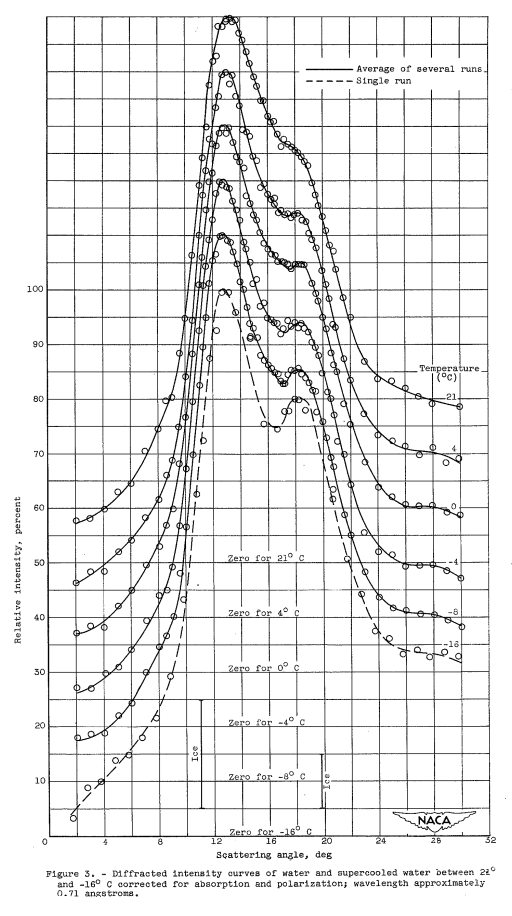 Average of several runs
Single run
100
90
80
70
60
50
40
30
20
10
0
Relative intensity, percent
Temperature
(°C)
21
4
0
-4
-8
-16
Zero for 21° C
Zero for 4° C
Zero for 0° C
Zero for -4° C
Zero for -8° C
Zero for -16° C
Ice
Ice
NACA
0 4 8 12 16 20 24 28 32
Scattering angle, deg
Figure 3. - Diffracted intensity curves of water and supercooled water between 21°
and -16° C corrected for absorption and polarization; wavelength approximately
0.71 angstroms.